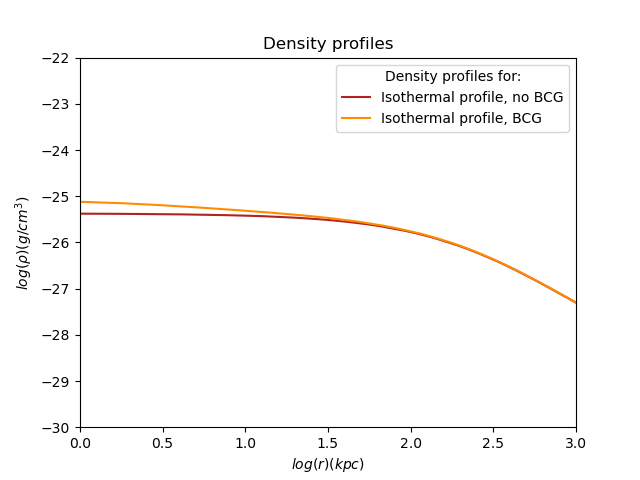 Density profiles
Density profiles for:
Isothermal profile, no BCG
Isothermal profile, BCG
−22
−23
−24
−25
−26
−27
−28
−29
−30
log(ρ)(g/cm³)
0.0 0.5 1.0 1.5 2.0 2.5 3.0
log(r)(kpc)